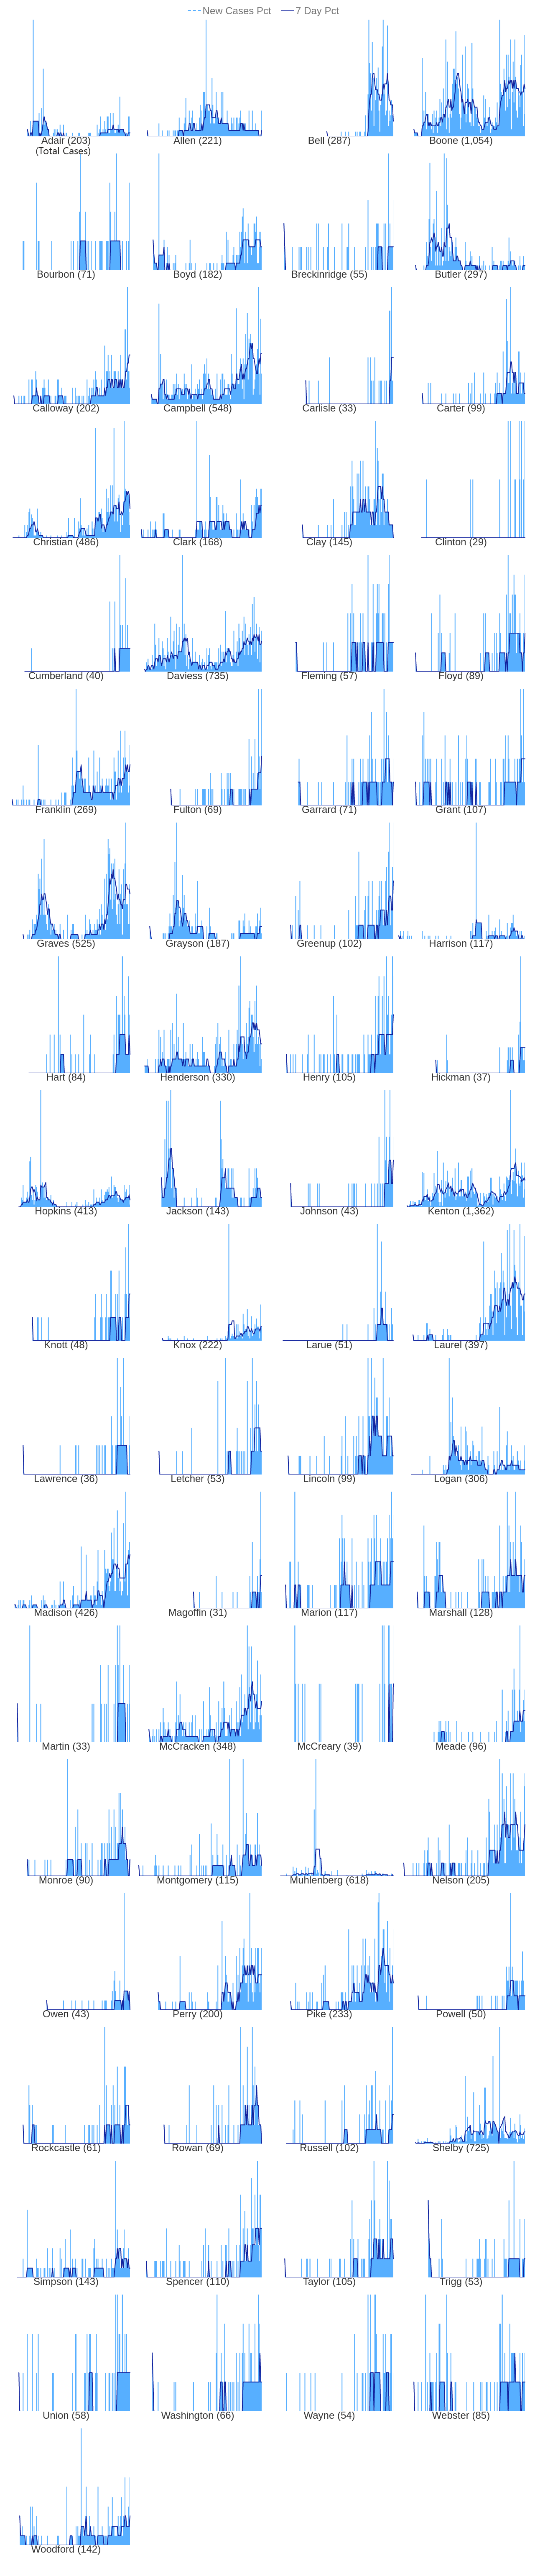 New Cases Pct 7 Day Pct
Adair (203) Allen (221) Bell (287) Boone (1,054)
(Total Cases)
Bourbon (71) Boyd (182) Breckinridge (55) Butler (297)
Calloway (202) Campbell (548) Carlisle (33) Carter (99)
Christian (486) Clark (168) Clay (145) Clinton (29)
Cumberland (40) Daviess (735) Fleming (57) Floyd (89)
Franklin (269) Fulton (69) Garrard (71) Grant (107)
Graves (525) Grayson (187) Greenup (102) Harrison (117)
Hart (84) Henderson (330) Henry (105) Hickman (37)
Hopkins (413) Jackson (143) Johnson (43) Kenton (1,362)
Knott (48) Knox (222) Larue (51) Laurel (397)
Lawrence (36) Letcher (53) Lincoln (99) Logan (306)
Madison (426) Magoffin (31) Marion (117) Marshall (128)
Martin (33) McCracken (348) McCreary (39) Meade (96)
Monroe (90) Montgomery (115) Muhlenberg (618) Nelson (205)
Owen (43) Perry (200) Pike (233) Powell (50)
Rockcastle (61) Rowan (69) Russell (102) Shelby (725)
Simpson (143) Spencer (110) Taylor (105) Trigg (53)
Union (58) Washington (66) Wayne (54) Webster (85)
Woodford (142)